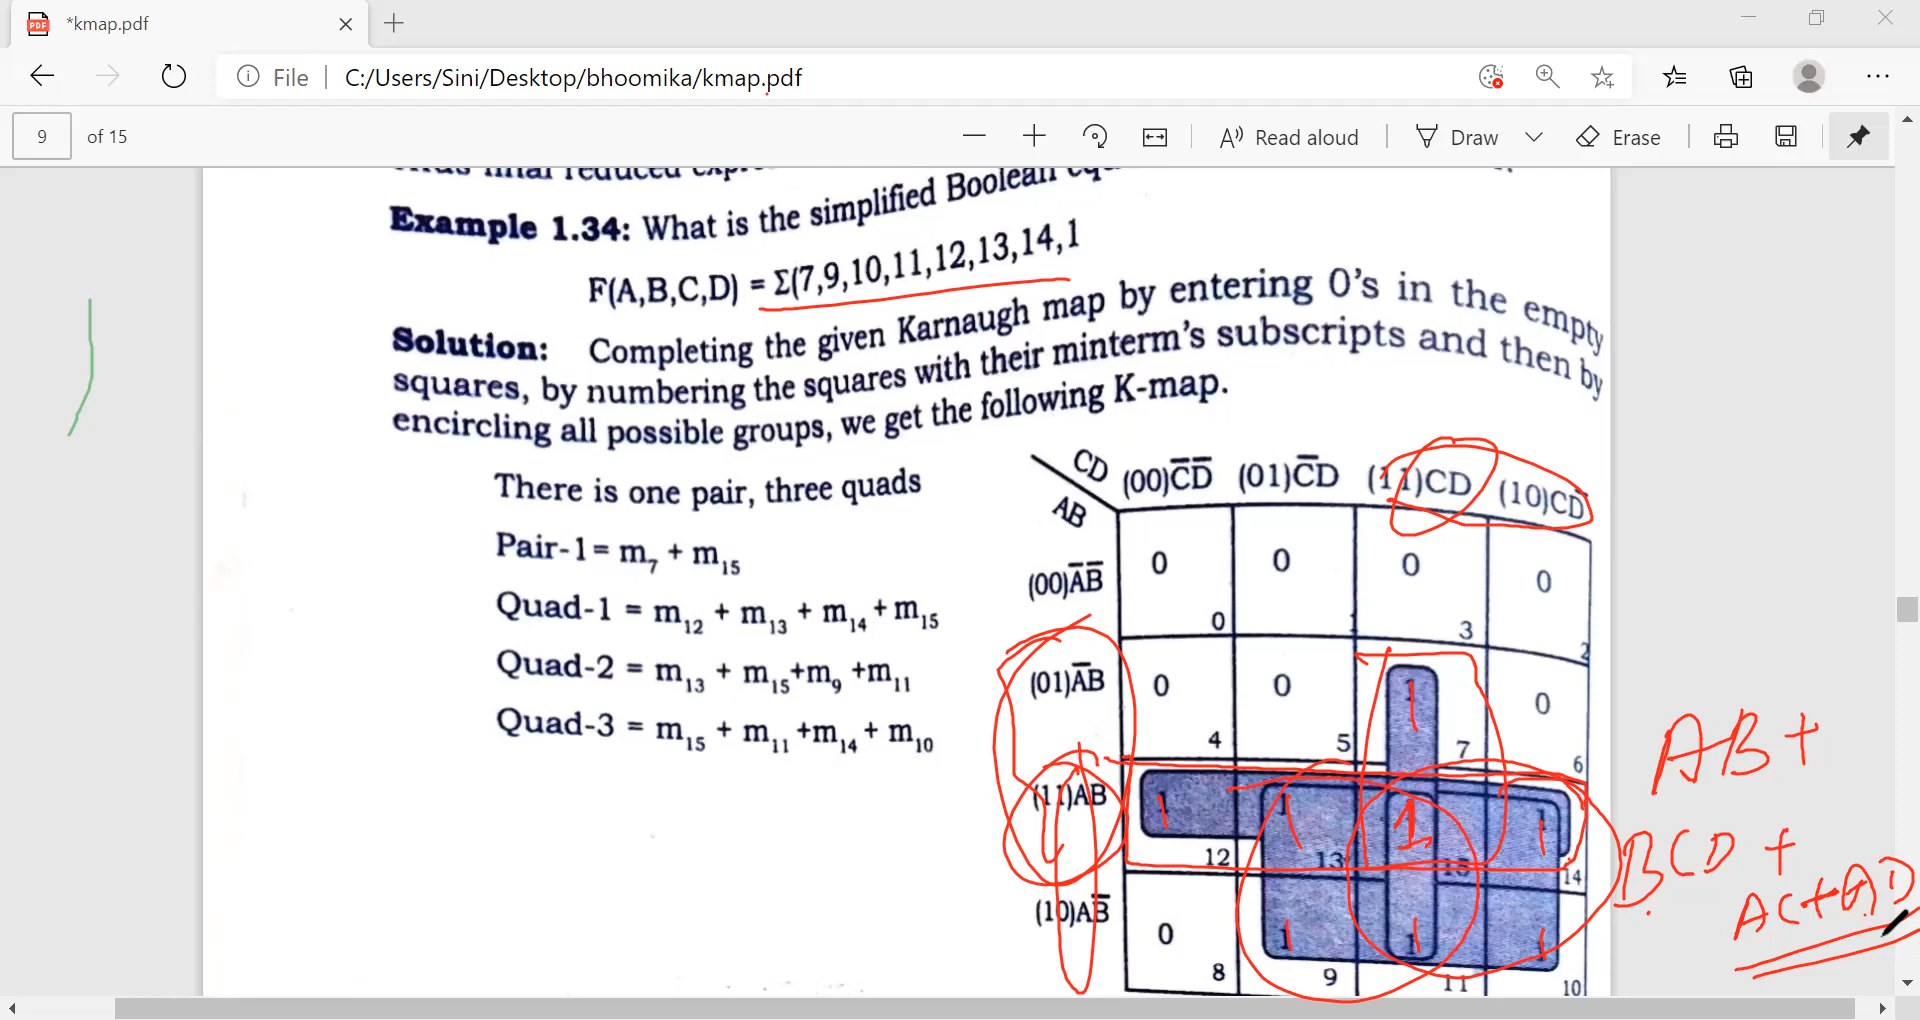 *kmap.pdf
File
C:/Users/Sini/Desktop/bhoomika/kmap.pdf
9 of 15
Read aloud
Draw
Erase
Example 1.34: What is the simplified Boolean
F(A,B,C,D) = Σ(7,9,10,11,12,13,14,1
Solution: Completing the given Karnaugh map by entering 0's in the empty
squares, by numbering the squares with their minterm's subscripts and then by
encircling all possible groups, we get the following K-map.
There is one pair, three quads
Pair-1= m₇ + m₁₅
Quad-1 = m₁₂ + m₁₃ + m₁₄ + m₁₅
Quad-2 = m₁₃ + m₁₅+m₉ +m₁₁
Quad-3 = m₁₅ + m₁₁ +m₁₄ + m₁₀
CD (00)C̅D̅ (01)C̅D (11)CD (10)CD̅
AB
(00)A̅B̅ 0 0 0 0
0 1 3 2
(01)A̅B 0 0 1 0
4 5 7 6
(11)AB 1 1 1 1
12 13 15 14
(10)AB̅ 0 1 1 1
8 9 11 10
AB+
BCD +
AC+AD